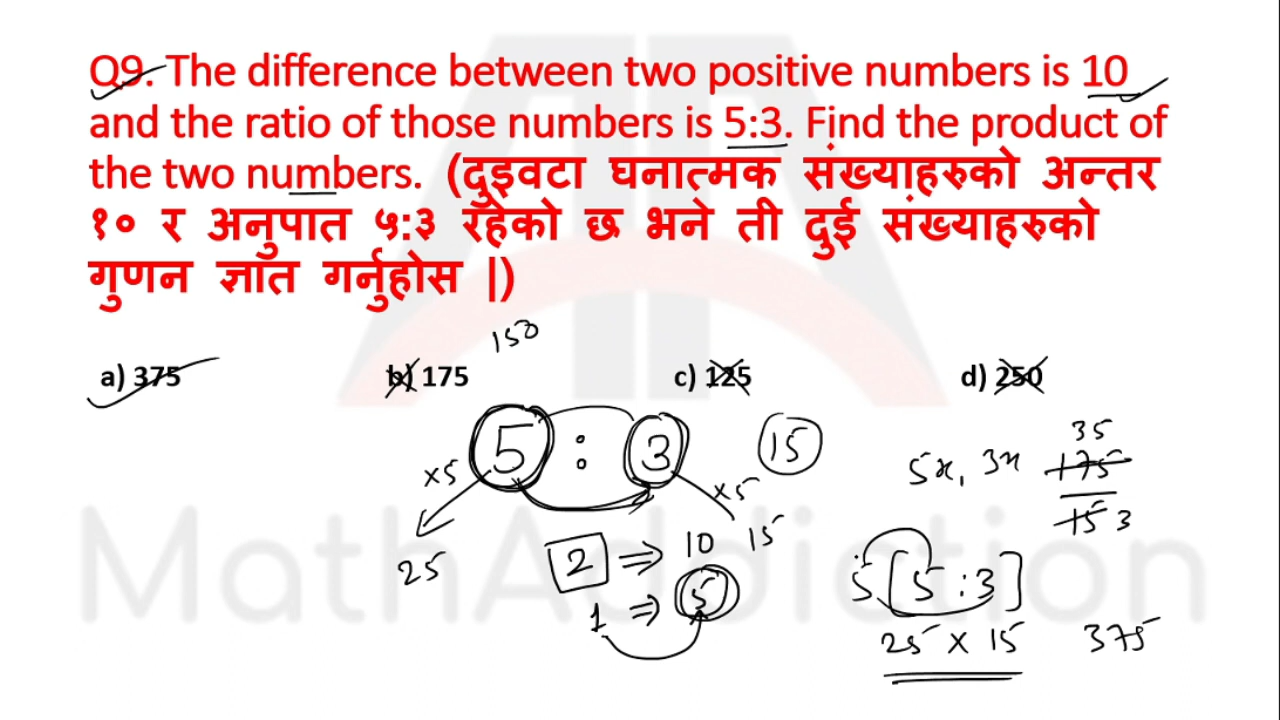 Q9. The difference between two positive numbers is 10
and the ratio of those numbers is 5:3. Find the product of
the two numbers. (दुइवटा घनात्मक संख्याहरुको अन्तर
१० र अनुपात ५:३ रहेको छ भने ती दुई संख्याहरुको
गुणन ज्ञात गर्नुहोस |)
150
a) 375 b) 175 c) 125 d) 250
5 : 3 15
×5 ×5
25 15
2 ⇒ 10
1 ⇒ 5
5x, 3x
35
175
15 3
5 [5 : 3]
25 × 15 375
MathAddiction